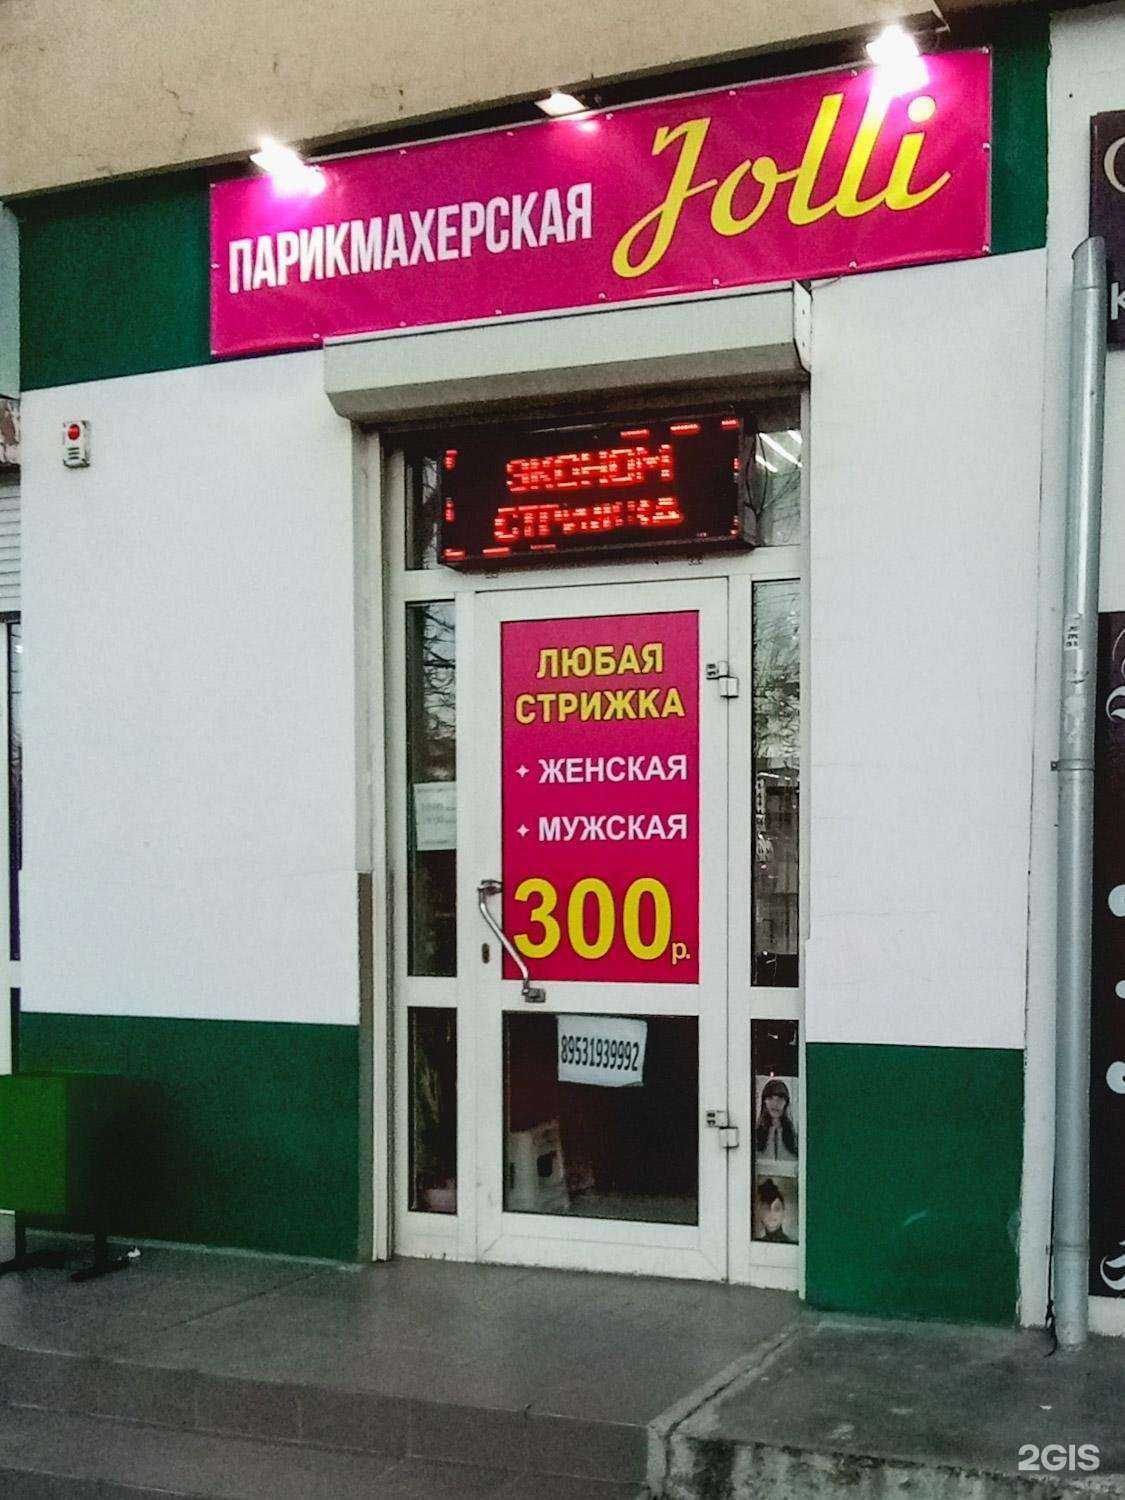 ПАРИКМАХЕРСКАЯ Jolli
ЭКОНОМ
СТРИЖКА
ЛЮБАЯ
СТРИЖКА
✦ ЖЕНСКАЯ
✦ МУЖСКАЯ
300р.
89531939992
2GIS